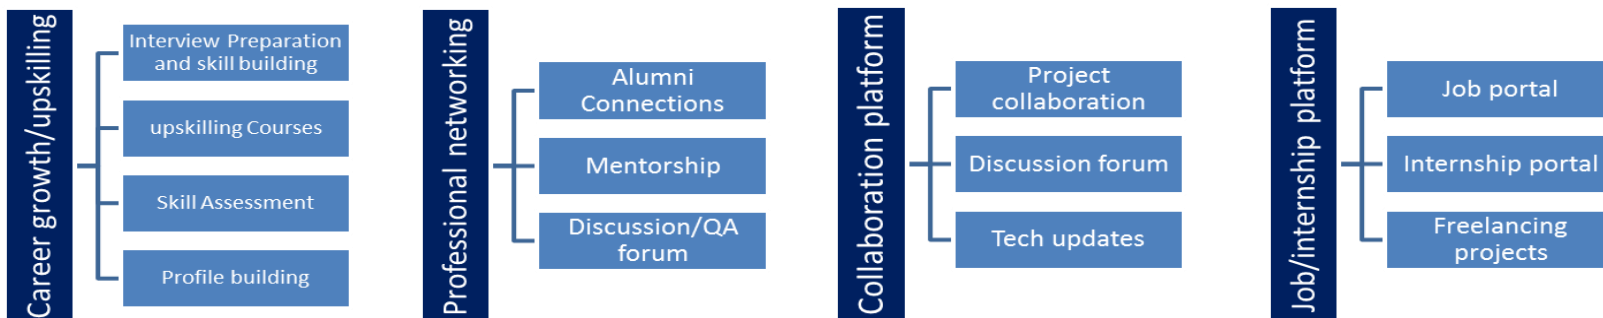 Career growth/upskilling
Interview Preparation
and skill building
upskilling Courses
Skill Assessment
Profile building
Professional networking
Alumni
Connections
Mentorship
Discussion/QA
forum
Collaboration platform
Project
collaboration
Discussion forum
Tech updates
Job/internship platform
Job portal
Internship portal
Freelancing
projects